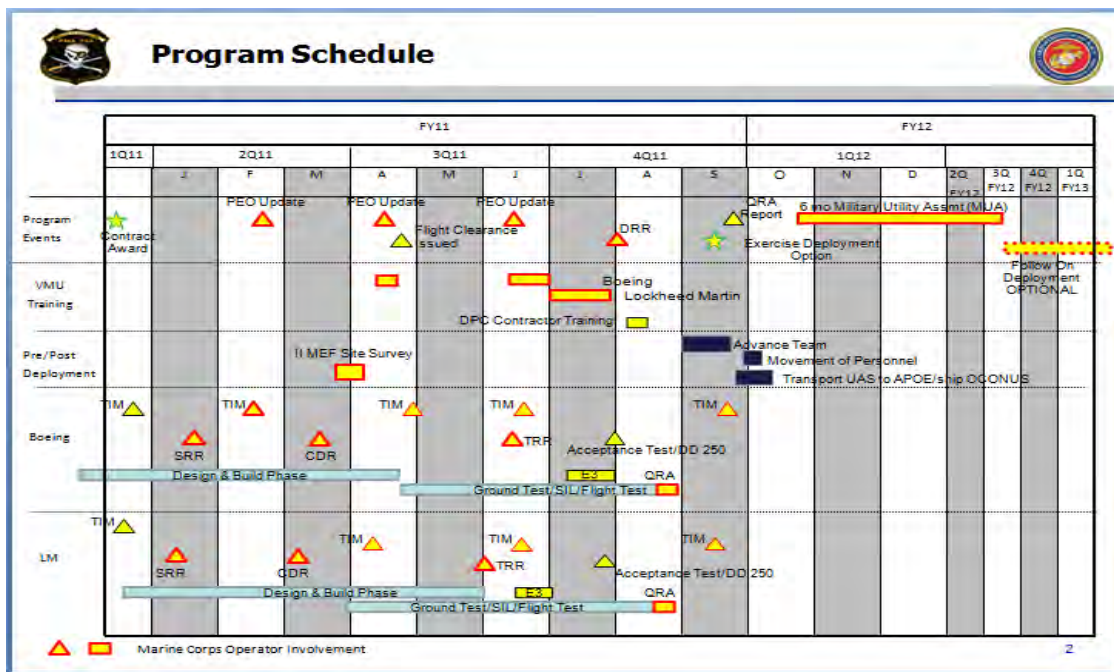 Program Schedule
FY11
FY12
1Q11
2Q11
3Q11
4Q11
1Q12
J
F
M
A
M
J
J
A
S
O
N
D
2Q
FY12
3Q
FY12
4Q
FY12
1Q
FY13
Program
Events
PEO Update
PEO Update
PEO Update
QRA
Report
6 mo Military Utility Assmt (MUA)
Contract
Award
Flight Clearance
Issued
DRR
Exercise Deployment
Option
Follow On
Deployment
OPTIONAL
VMU
Training
Boeing
Lockheed Martin
DPC Contractor Training
Pre/Post
Deployment
II MEF Site Survey
Advance Team
Movement of Personnel
Transport UAS to APOE/ship OCONUS
Boeing
TIM
TIM
TIM
TIM
TIM
SRR
CDR
TRR
Acceptance Test/DD 250
Design & Build Phase
E3
QRA
Ground Test/SIL/Flight Test
LM
TIM
TIM
TIM
TIM
SRR
CDR
TRR
Acceptance Test/DD 250
Design & Build Phase
E3
QRA
Ground Test/SIL/Flight Test
Marine Corps Operator Involvement
2